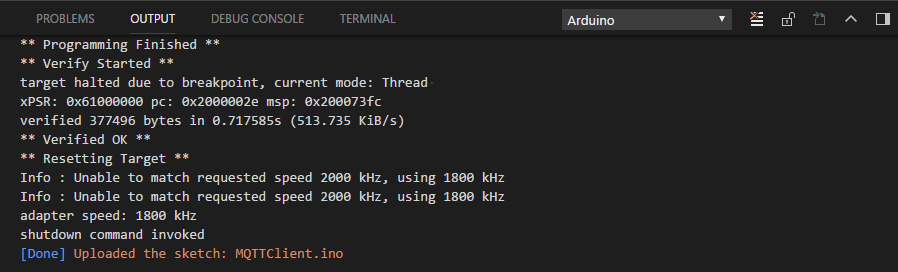 PROBLEMS OUTPUT DEBUG CONSOLE TERMINAL Arduino
** Programming Finished **
** Verify Started **
target halted due to breakpoint, current mode: Thread
xPSR: 0x61000000 pc: 0x2000002e msp: 0x200073fc
verified 377496 bytes in 0.717585s (513.735 KiB/s)
** Verified OK **
** Resetting Target **
Info : Unable to match requested speed 2000 kHz, using 1800 kHz
Info : Unable to match requested speed 2000 kHz, using 1800 kHz
adapter speed: 1800 kHz
shutdown command invoked
[Done] Uploaded the sketch: MQTTClient.ino